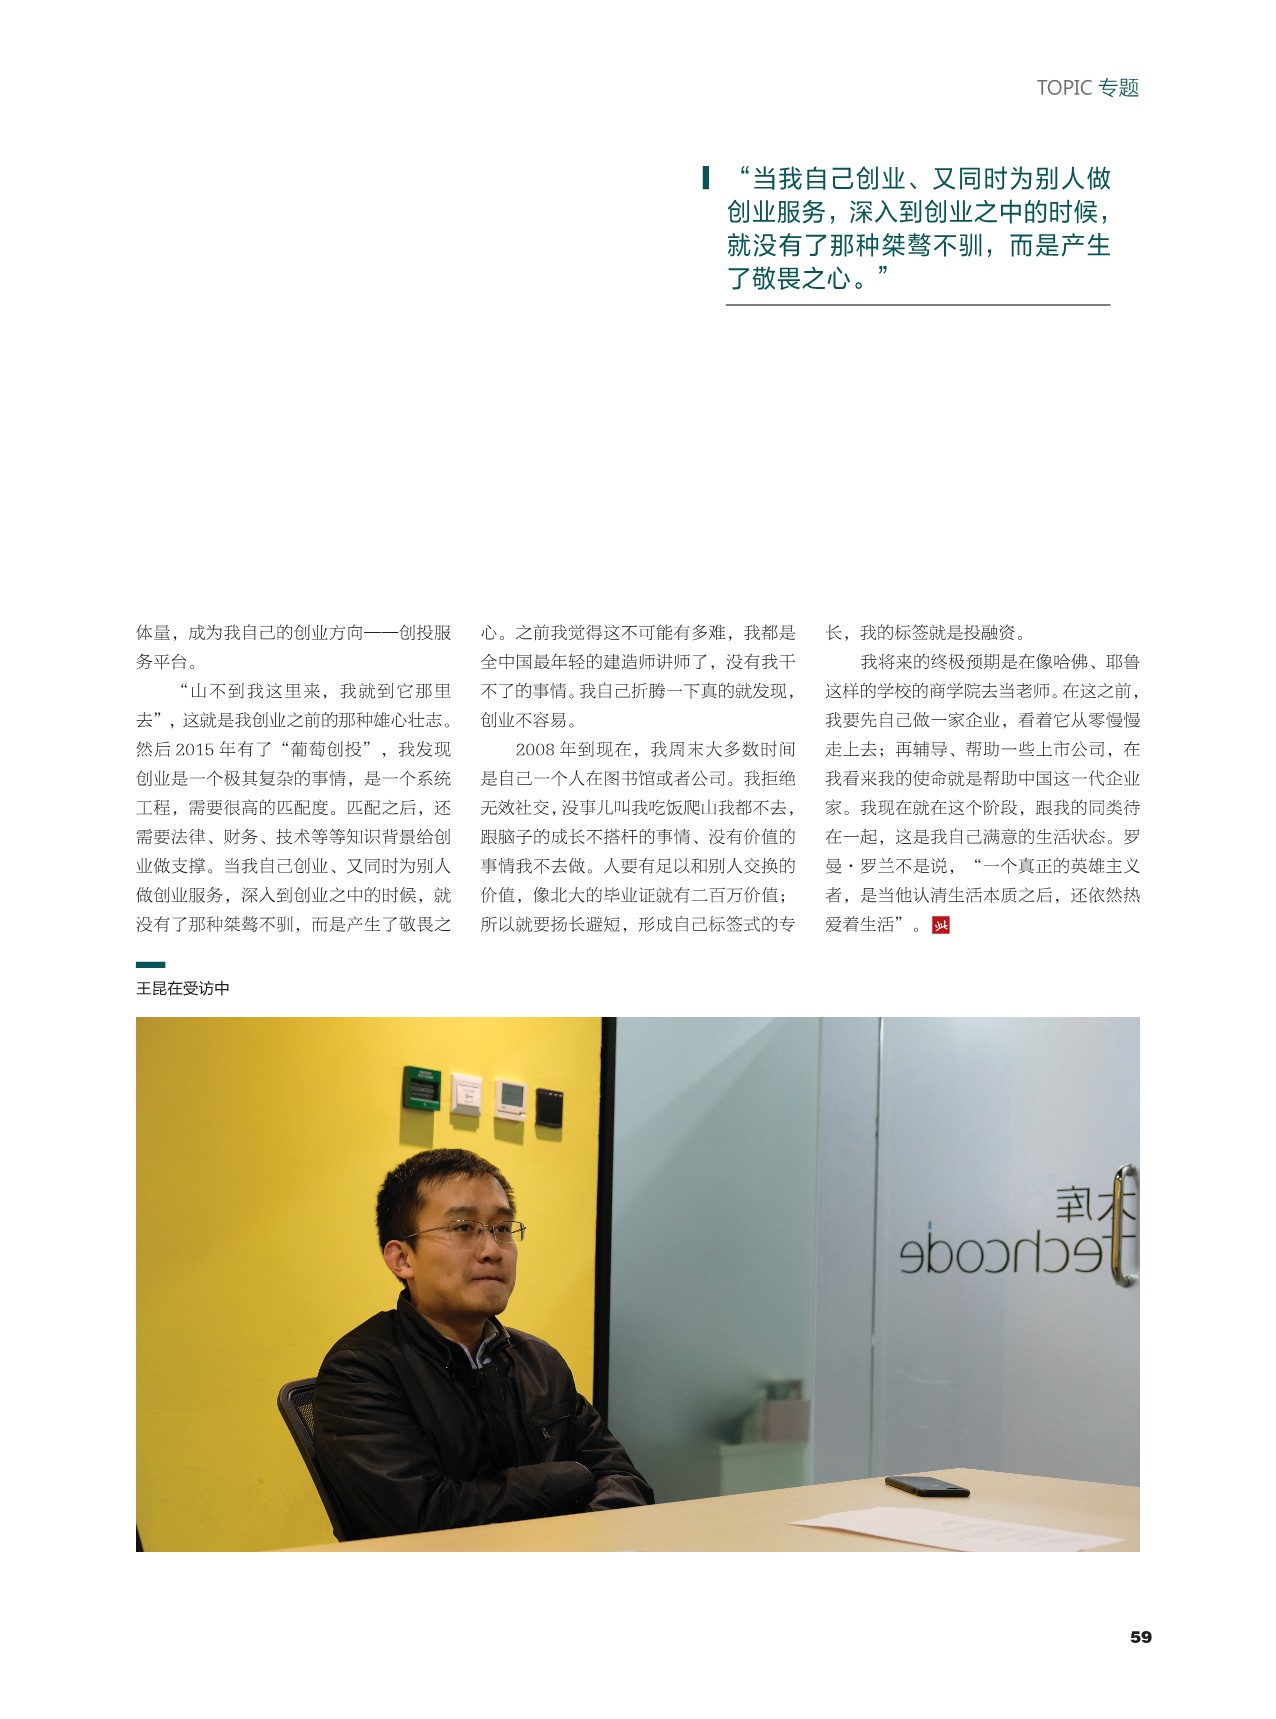 TOPIC 专题
“当我自己创业、又同时为别人做
创业服务，深入到创业之中的时候，
就没有了那种桀骜不驯，而是产生
了敬畏之心。”
体量，成为我自己的创业方向——创投服
务平台。
“山不到我这里来，我就到它那里
去”，这就是我创业之前的那种雄心壮志。
然后 2015 年有了“葡萄创投”，我发现
创业是一个极其复杂的事情，是一个系统
工程，需要很高的匹配度。匹配之后，还
需要法律、财务、技术等等知识背景给创
业做支撑。当我自己创业、又同时为别人
做创业服务，深入到创业之中的时候，就
没有了那种桀骜不驯，而是产生了敬畏之
心。之前我觉得这不可能有多难，我都是
全中国最年轻的建造师讲师了，没有我干
不了的事情。我自己折腾一下真的就发现，
创业不容易。
2008 年到现在，我周末大多数时间
是自己一个人在图书馆或者公司。我拒绝
无效社交，没事儿叫我吃饭爬山我都不去，
跟脑子的成长不搭杆的事情、没有价值的
事情我不去做。人要有足以和别人交换的
价值，像北大的毕业证就有二百万价值；
所以就要扬长避短，形成自己标签式的专
长，我的标签就是投融资。
我将来的终极预期是在像哈佛、耶鲁
这样的学校的商学院去当老师。在这之前，
我要先自己做一家企业，看着它从零慢慢
走上去；再辅导、帮助一些上市公司，在
我看来我的使命就是帮助中国这一代企业
家。我现在就在这个阶段，跟我的同类待
在一起，这是我自己满意的生活状态。罗
曼·罗兰不是说，“一个真正的英雄主义
者，是当他认清生活本质之后，还依然热
爱着生活”。
王昆在受访中
库
Techcode
59